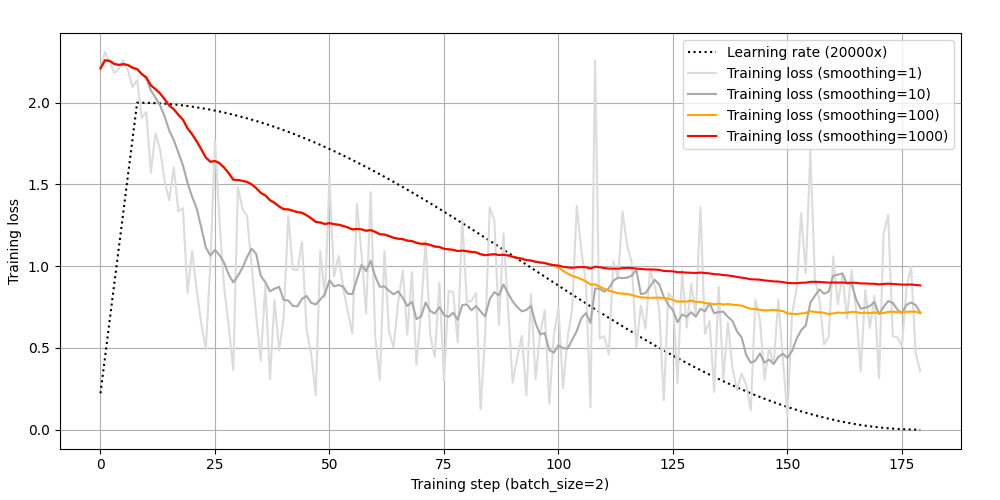 Learning rate (20000x)
Training loss (smoothing=1)
Training loss (smoothing=10)
Training loss (smoothing=100)
Training loss (smoothing=1000)
Training loss
2.0
1.5
1.0
0.5
0.0
0 25 50 75 100 125 150 175
Training step (batch_size=2)